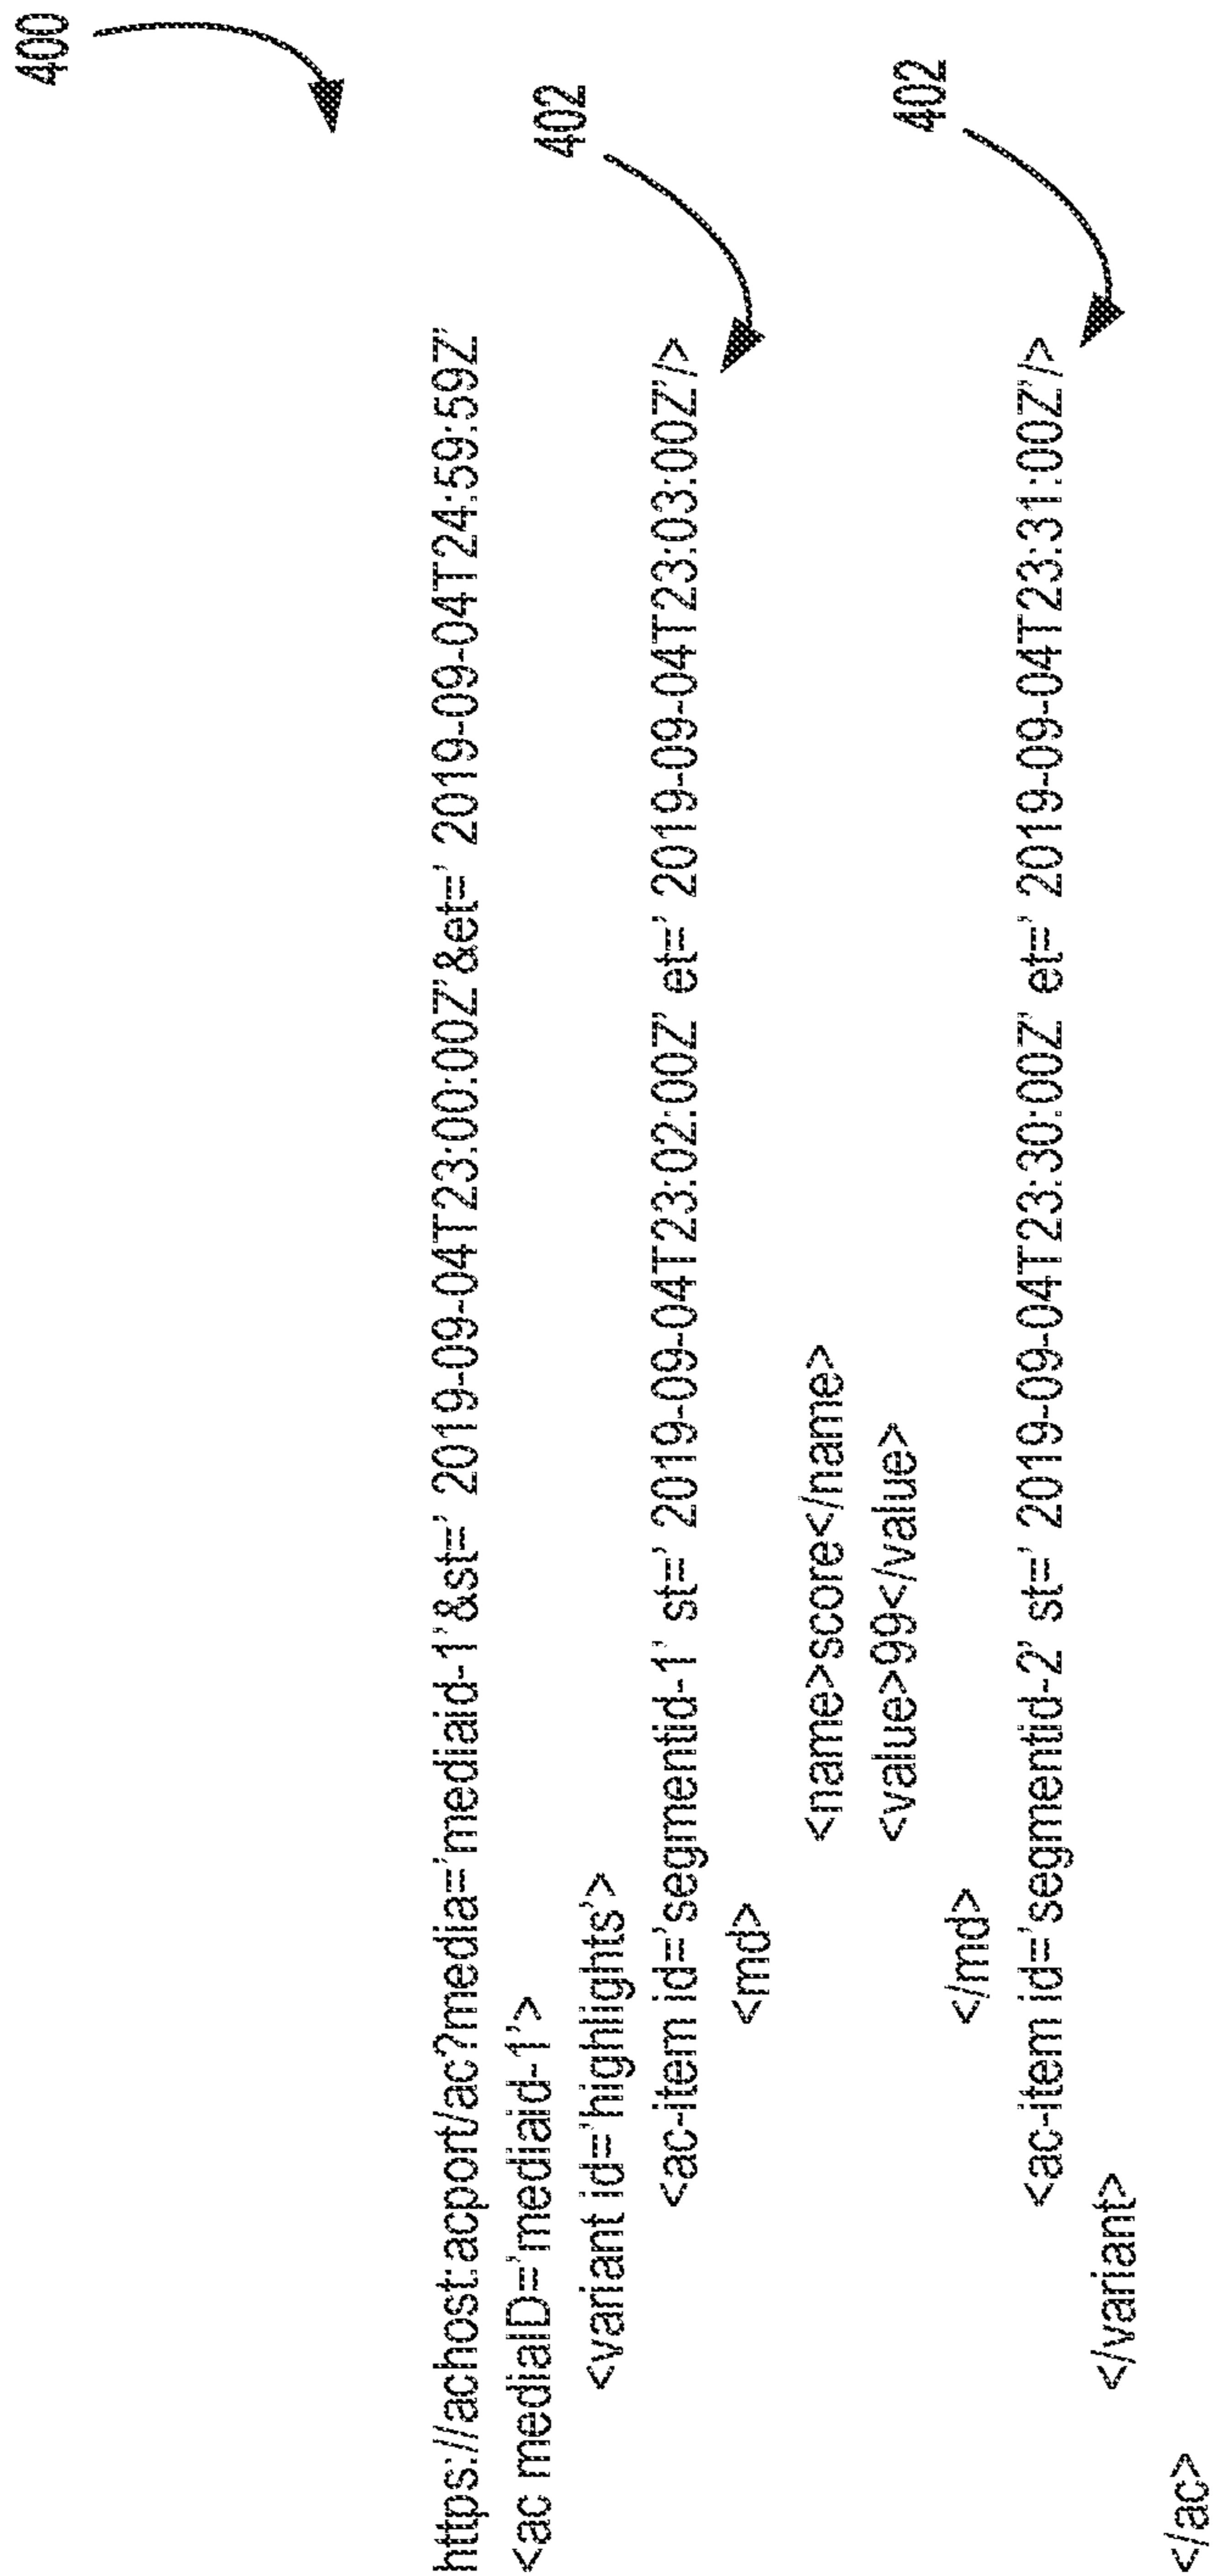 400
https://achost:acport/ac?media='mediaid-1'&st=' 2019-09-04T23:00:00Z'&et=' 2019-09-04T24:59:59Z'
<ac mediaID='mediaid-1'>
402
<variant id='highlights'>
<ac-item id='segmentid-1' st=' 2019-09-04T23:02:00Z' et=' 2019-09-04T23:03:00Z'/>
<md>
<name>score</name>
<value>99</value>
402
</md>
<ac-item id='segmentid-2' st=' 2019-09-04T23:30:00Z' et=' 2019-09-04T23:31:00Z'/>
</variant>
</ac>